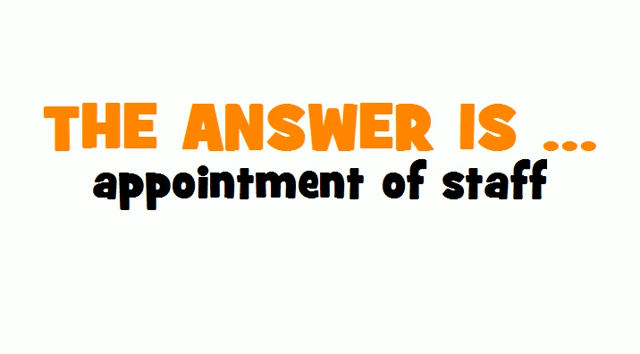 THE ANSWER IS ...
appointment of staff